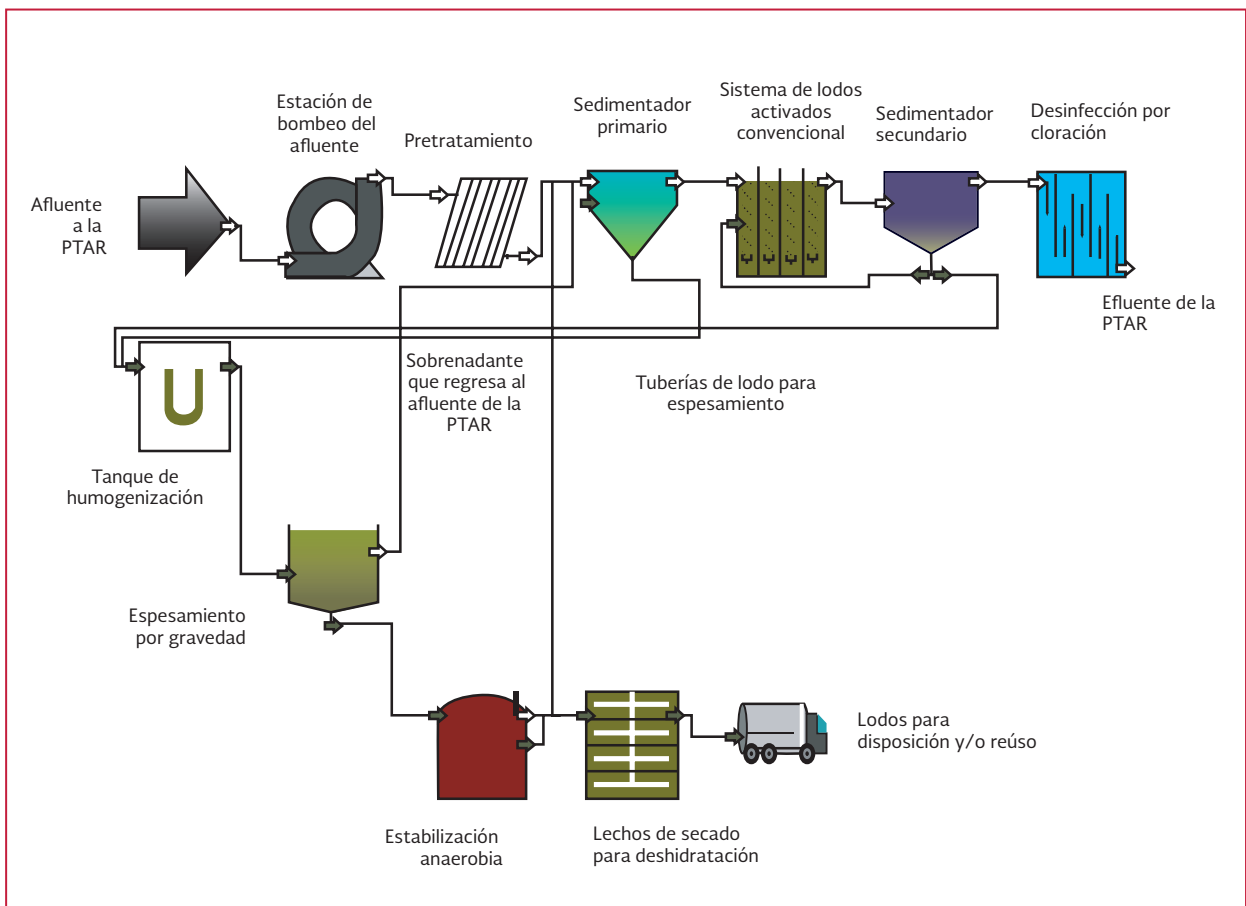 Estación de
bombeo del
afluente
Pretratamiento
Sedimentador
primario
Sistema de lodos
activados
convencional
Sedimentador
secundario
Desinfección por
cloración
Afluente
a la
PTAR
Efluente de la
PTAR
Sobrenadante
que regresa al
afluente de la
PTAR
Tuberías de lodo para
espesamiento
Tanque de
humogenización
Espesamiento
por gravedad
Lodos para
disposición y/o reúso
Estabilización
anaerobia
Lechos de secado
para deshidratación